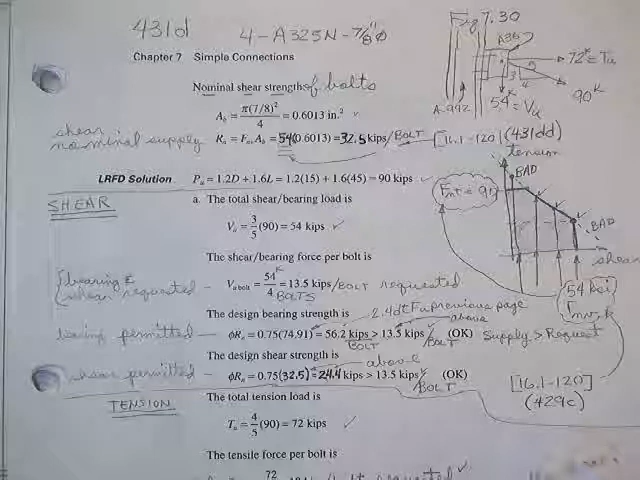 431d 4-A325N-7/8"Ø Fig 7.30
Chapter 7 Simple Connections
A36
72ᴷ = Tu
3
4
90ᴷ
A992
54ᴷ = Vu
Nominal shear strength of bolts
A_b = π(7/8)²/4 = 0.6013 in.² ✓
shear
nominal supply R_n = F_nv A_b = 54(0.6013) = 32.5 kips/BOLT [16.1-120](431dd)
tension
BAD
LRFD Solution P_u = 1.2D + 1.6L = 1.2(15) + 1.6(45) = 90 kips ✓
Fnt = 90
SHEAR a. The total shear/bearing load is
V_u = 3/5 (90) = 54 kips ✓
BAD
shear
The shear/bearing force per bolt is
bearing &
shear requested - V_u bolt = 54ᴷ/4 BOLTS = 13.5 kips/BOLT requested
54 ksi
Fnv
The design bearing strength is 2.4dtFu previous page
above
bearing permitted - φR_n = 0.75(74.91) = 56.2 kips/BOLT > 13.5 kips/BOLT (OK) Supply > Request
The design shear strength is above
shear permitted - φR_n = 0.75(32.5) = 24.4 kips > 13.5 kips/BOLT (OK)
[16.1-120]
(429c)
TENSION The total tension load is
T_u = 4/5 (90) = 72 kips ✓
The tensile force per bolt is
72